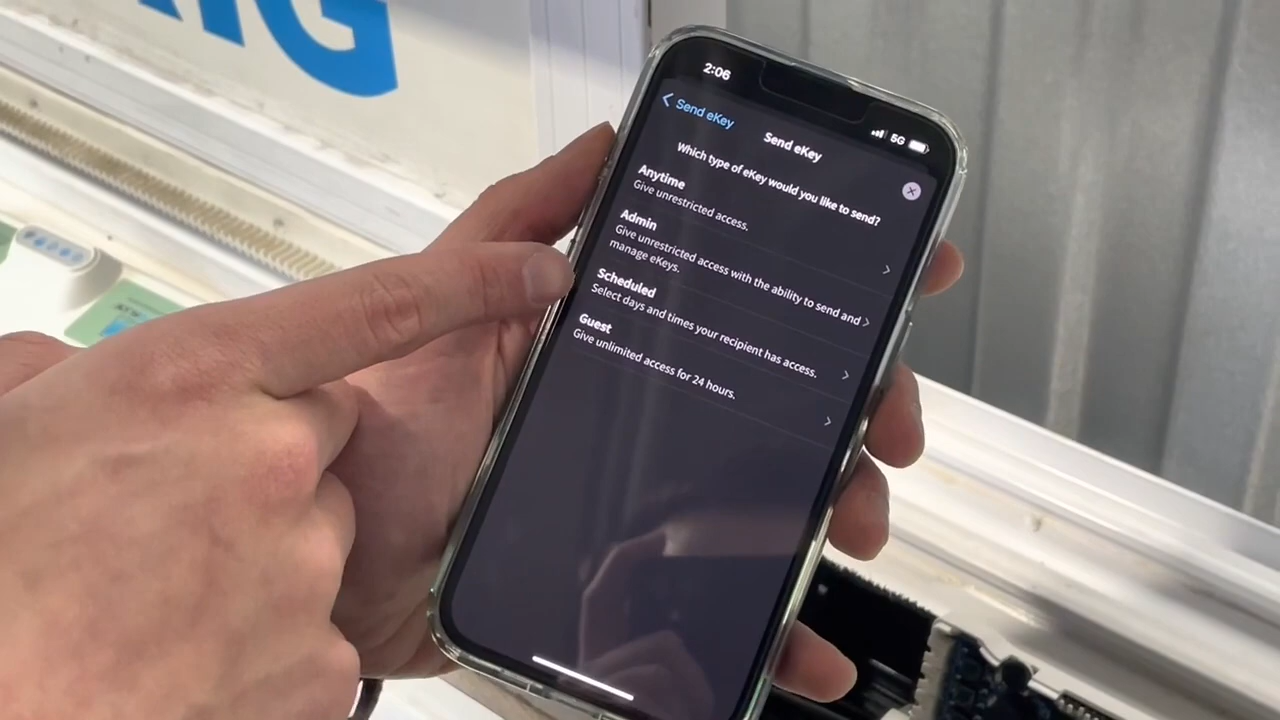 2:06
5G
Send eKey
Send eKey
Which type of eKey would you like to send?
Anytime
Give unrestricted access.
Admin
Give unrestricted access with the ability to send and
manage eKeys.
Scheduled
Select days and times your recipient has access.
Guest
Give unlimited access for 24 hours.